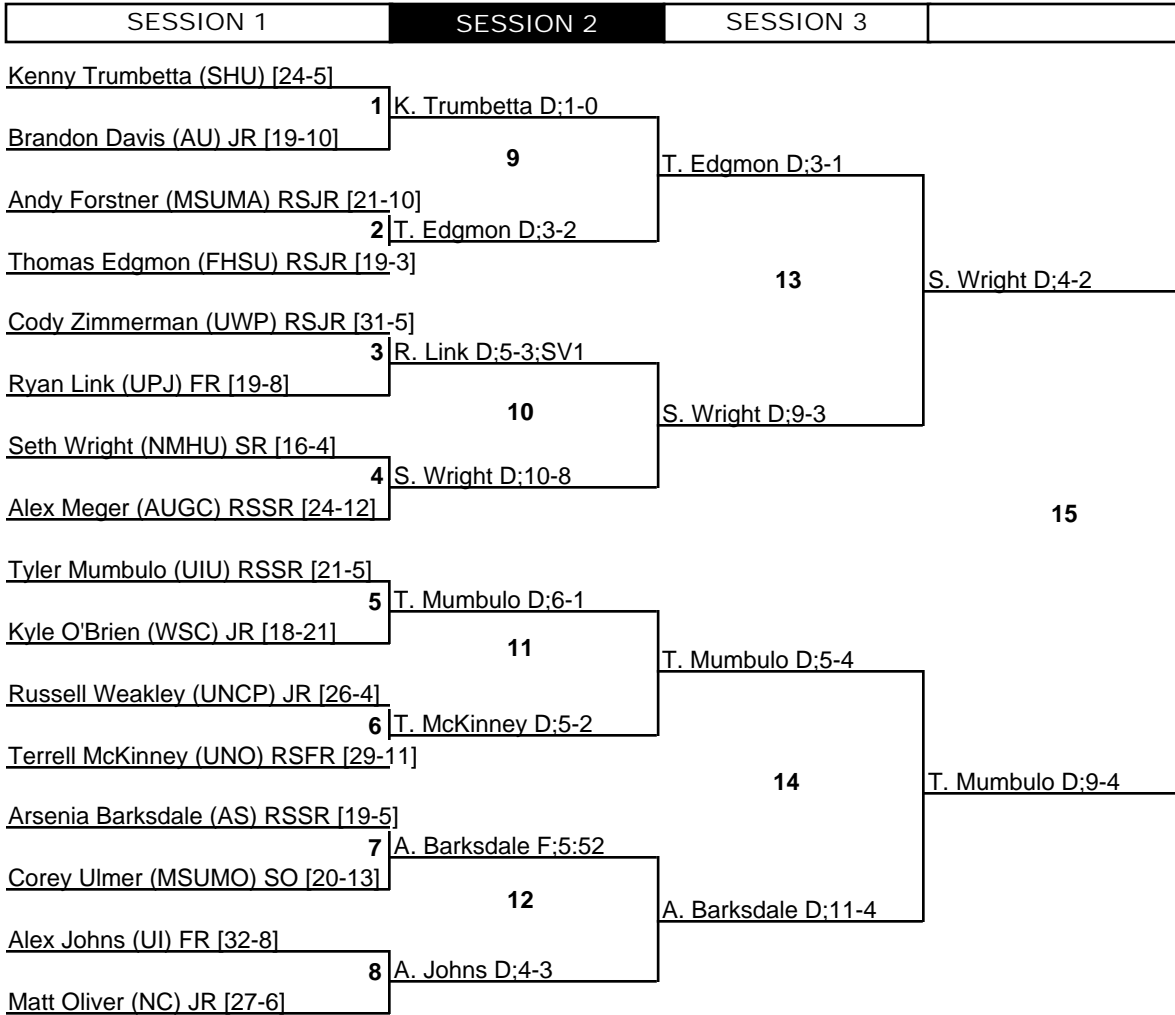 SESSION 1 SESSION 2 SESSION 3
Kenny Trumbetta (SHU) [24-5]
1 K. Trumbetta D;1-0
Brandon Davis (AU) JR [19-10]
9
T. Edgmon D;3-1
Andy Forstner (MSUMA) RSJR [21-10]
2 T. Edgmon D;3-2
Thomas Edgmon (FHSU) RSJR [19-3]
13
S. Wright D;4-2
Cody Zimmerman (UWP) RSJR [31-5]
3 R. Link D;5-3;SV1
Ryan Link (UPJ) FR [19-8]
10
S. Wright D;9-3
Seth Wright (NMHU) SR [16-4]
4 S. Wright D;10-8
Alex Meger (AUGC) RSSR [24-12]
15
Tyler Mumbulo (UIU) RSSR [21-5]
5 T. Mumbulo D;6-1
Kyle O'Brien (WSC) JR [18-21]
11
T. Mumbulo D;5-4
Russell Weakley (UNCP) JR [26-4]
6 T. McKinney D;5-2
Terrell McKinney (UNO) RSFR [29-11]
14
T. Mumbulo D;9-4
Arsenia Barksdale (AS) RSSR [19-5]
7 A. Barksdale F;5:52
Corey Ulmer (MSUMO) SO [20-13]
12
A. Barksdale D;11-4
Alex Johns (UI) FR [32-8]
8 A. Johns D;4-3
Matt Oliver (NC) JR [27-6]